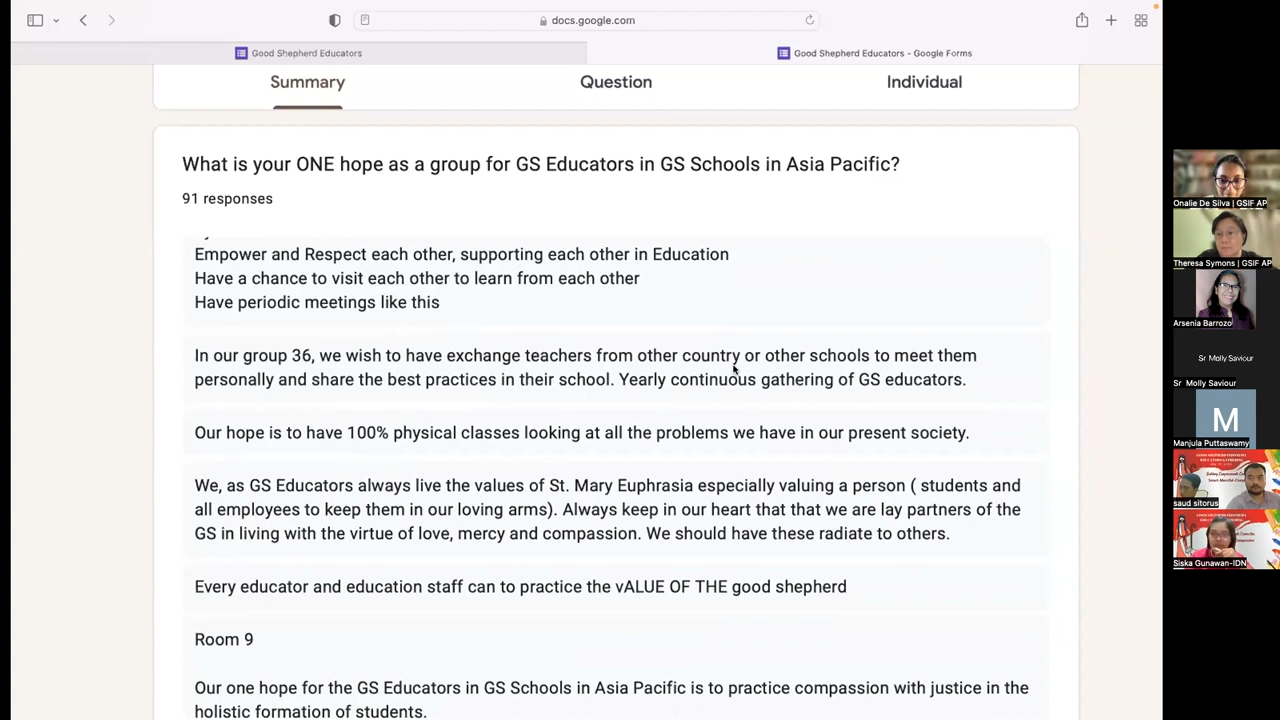 docs.google.com
Good Shepherd Educators
Good Shepherd Educators - Google Forms
Summary
Question
Individual
What is your ONE hope as a group for GS Educators in GS Schools in Asia Pacific?
91 responses
Empower and Respect each other, supporting each other in Education
Have a chance to visit each other to learn from each other
Have periodic meetings like this
In our group 36, we wish to have exchange teachers from other country or other schools to meet them
personally and share the best practices in their school. Yearly continuous gathering of GS educators.
Our hope is to have 100% physical classes looking at all the problems we have in our present society.
We, as GS Educators always live the value of St. Mary Euphrasia especially valuing a person ( students and
all employees to keep them in our loving arms). Always keep in our heart that that we are lay partners of the
GS in living with the virtue of love, mercy and compassion. We should have these radiate to others.
Every educator and education staff can to practice the vALUE OF THE good shepherd
Room 9
Our one hope for the GS Educators in GS Schools in Asia Pacific is to practice compassion with justice in the
holistic formation of students.
Onalie De Silva | GSIF AP
Theresa Symons | GSIF AP
Arsenia Barrozo
Sr Molly Saviour
Sr Molly Saviour
M
Manjula Puttaswamy
saud sitorus
Siska Gunawan-IDN